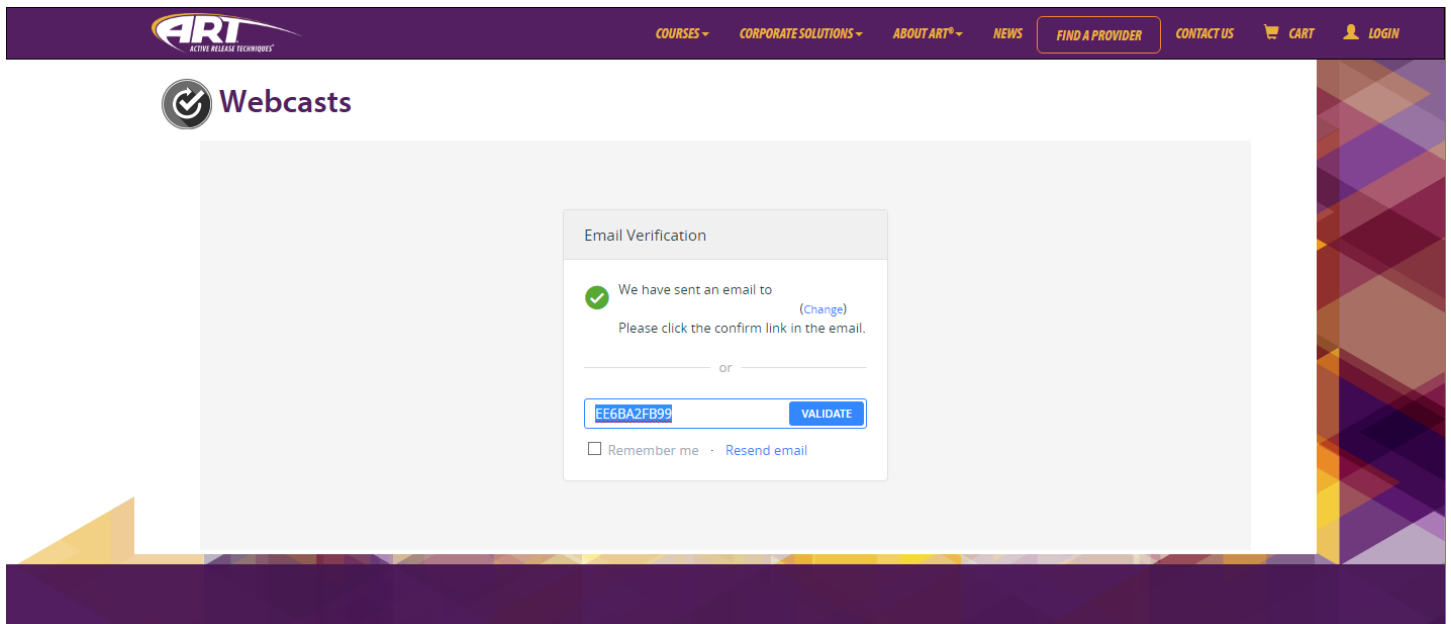 ART
ACTIVE RELEASE TECHNIQUES®
COURSES
CORPORATE SOLUTIONS
ABOUT ART®
NEWS
FIND A PROVIDER
CONTACT US
CART
LOGIN
Webcasts
Email Verification
We have sent an email to
(Change)
Please click the confirm link in the email.
or
EE6BA2FB99 VALIDATE
Remember me · Resend email